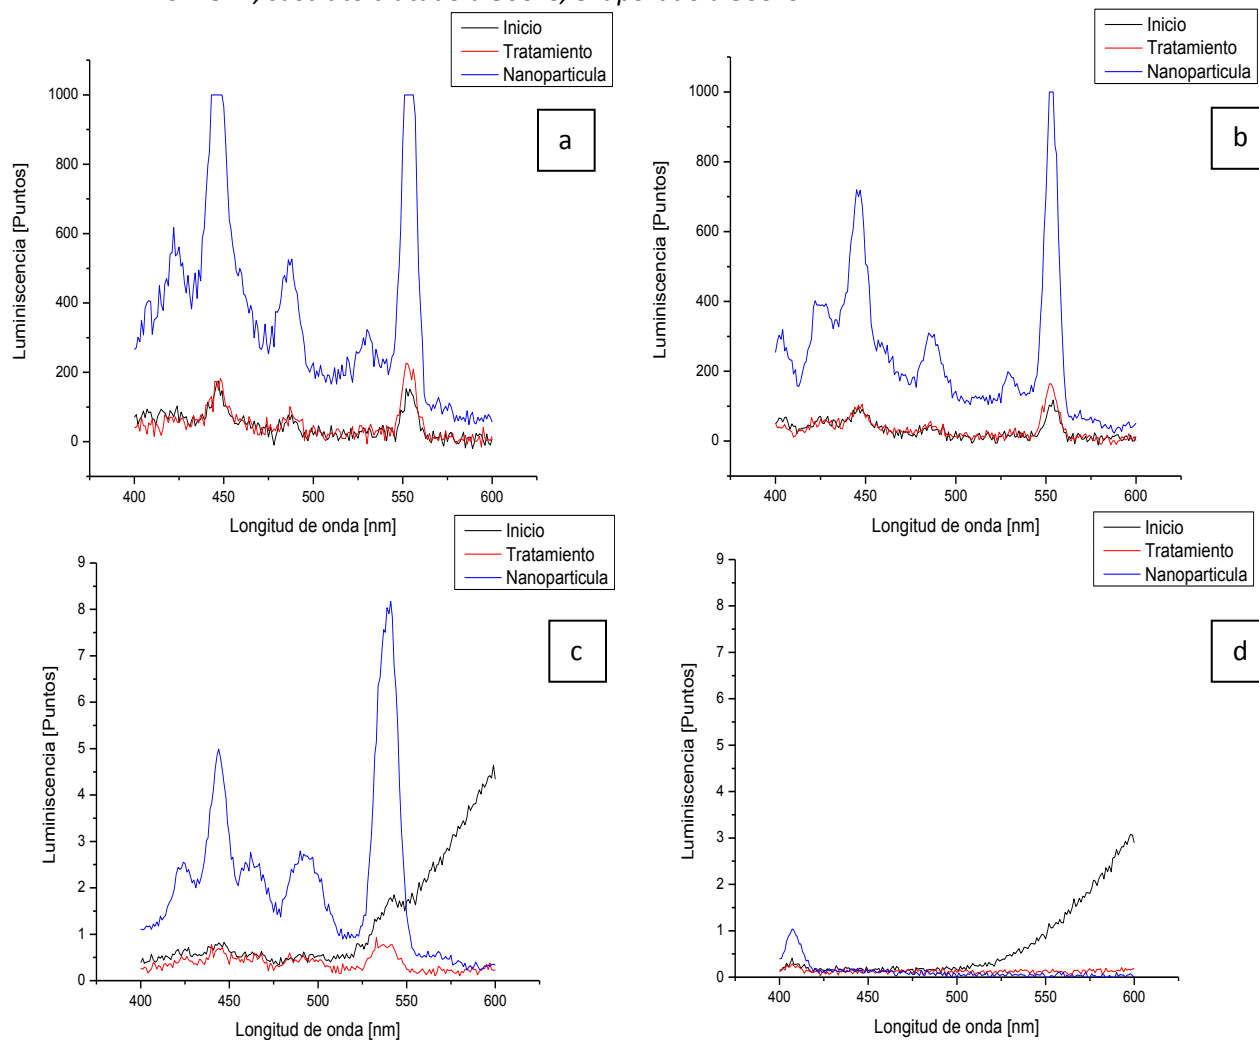 Inicio
Tratamiento
Nanoparticula
a
1000
800
600
400
200
0
Luminiscencia [Puntos]
400 450 500 550 600
Longitud de onda [nm]
Inicio
Tratamiento
Nanoparticula
b
1000
800
600
400
200
0
Luminiscencia [Puntos]
400 450 500 550 600
Longitud de onda [nm]
Inicio
Tratamiento
Nanoparticula
c
9
8
7
6
5
4
3
2
1
0
Luminiscencia [Puntos]
400 450 500 550 600
Longitud de onda [nm]
Inicio
Tratamiento
Nanoparticula
d
9
8
7
6
5
4
3
2
1
0
Luminiscencia [Puntos]
400 450 500 550 600
Longitud de onda [nm]